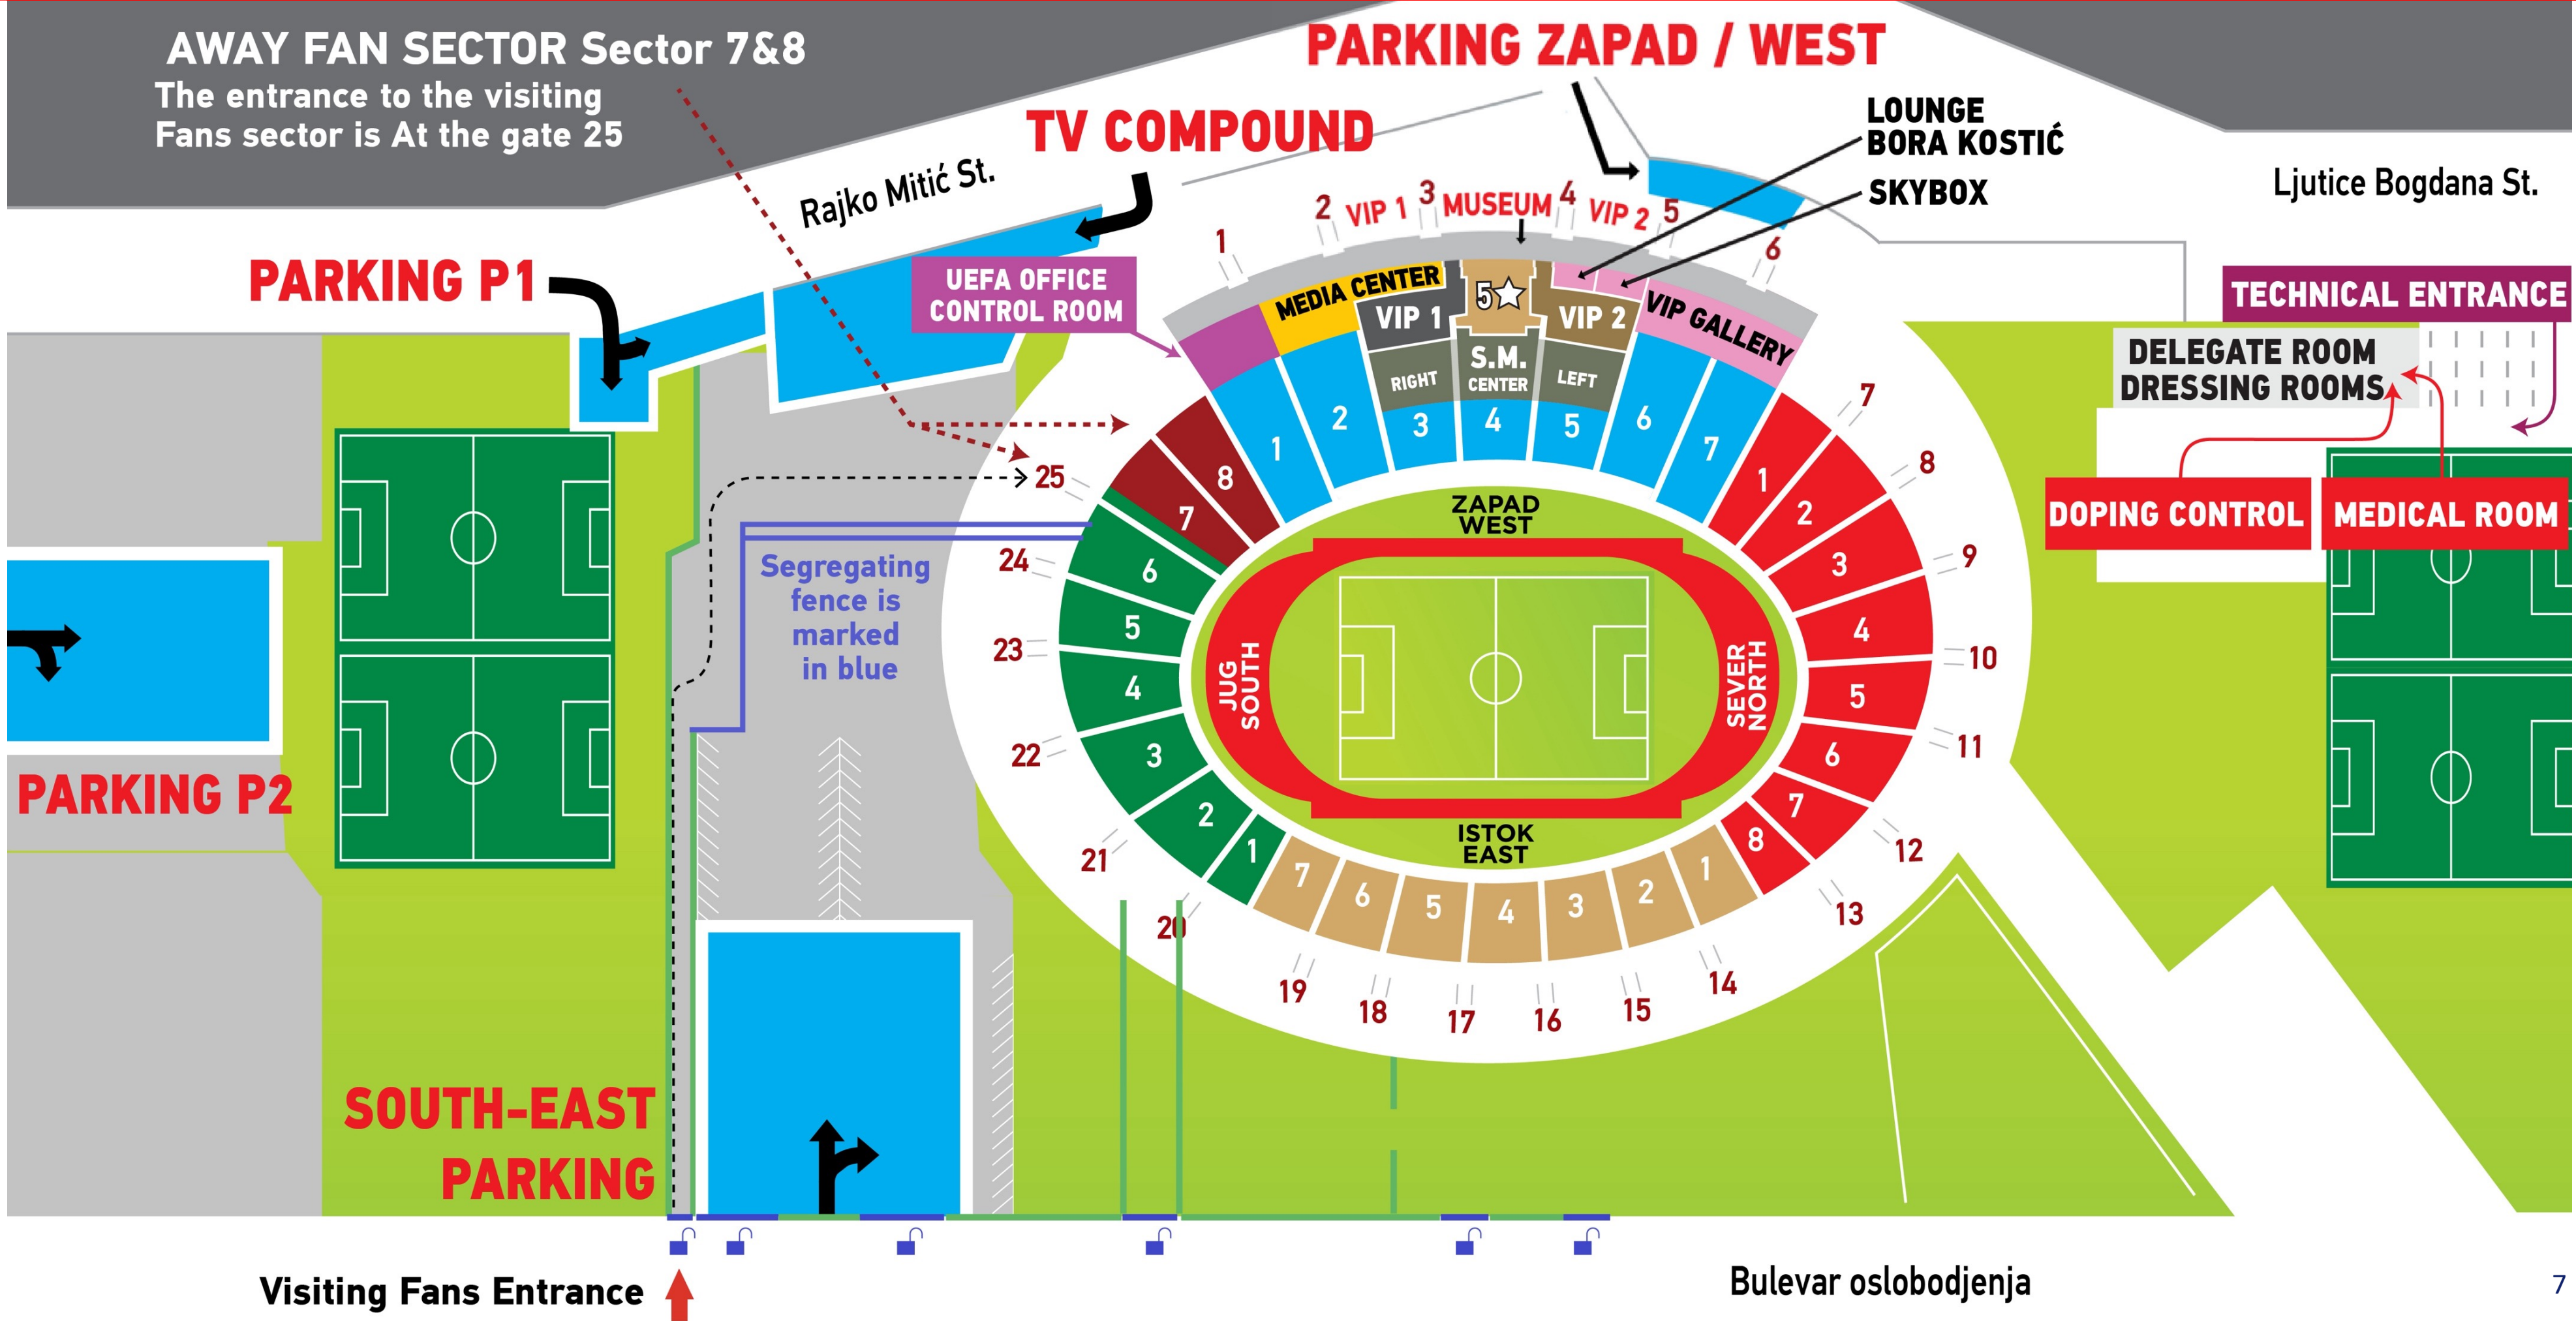 AWAY FAN SECTOR Sector 7&8
The entrance to the visiting
Fans sector is At the gate 25
PARKING ZAPAD / WEST
TV COMPOUND
Rajko Mitić St.
LOUNGE
BORA KOSTIĆ
SKYBOX
Ljutice Bogdana St.
PARKING P1
UEFA OFFICE
CONTROL ROOM
1
2
VIP 1
3
MUSEUM
4
VIP 2
5
6
MEDIA CENTER
VIP 1
5
VIP 2
VIP GALLERY
RIGHT
S.M.
CENTER
LEFT
TECHNICAL ENTRANCE
DELEGATE ROOM
DRESSING ROOMS
DOPING CONTROL
MEDICAL ROOM
1
2
3
4
5
6
7
7
8
9
10
11
12
13
14
15
16
17
18
19
20
21
22
23
24
25
8
7
6
5
4
3
2
1
1
2
3
4
5
6
7
8
7
6
5
4
3
2
1
ZAPAD
WEST
JUG
SOUTH
SEVER
NORTH
ISTOK
EAST
Segregating
fence is
marked
in blue
PARKING P2
SOUTH-EAST
PARKING
Visiting Fans Entrance
Bulevar oslobodjenja
7